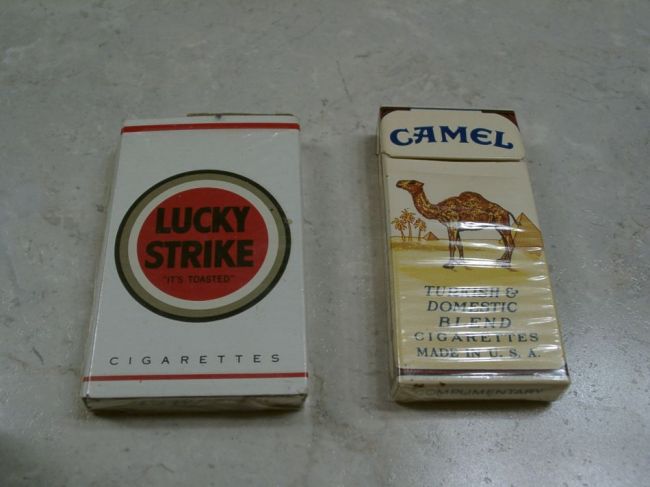 LUCKY
STRIKE
"IT'S TOASTED"
CIGARETTES
CAMEL
TURKISH &
DOMESTIC
BLEND
CIGARETTES
MADE IN U. S. A.
COMPLIMENTARY